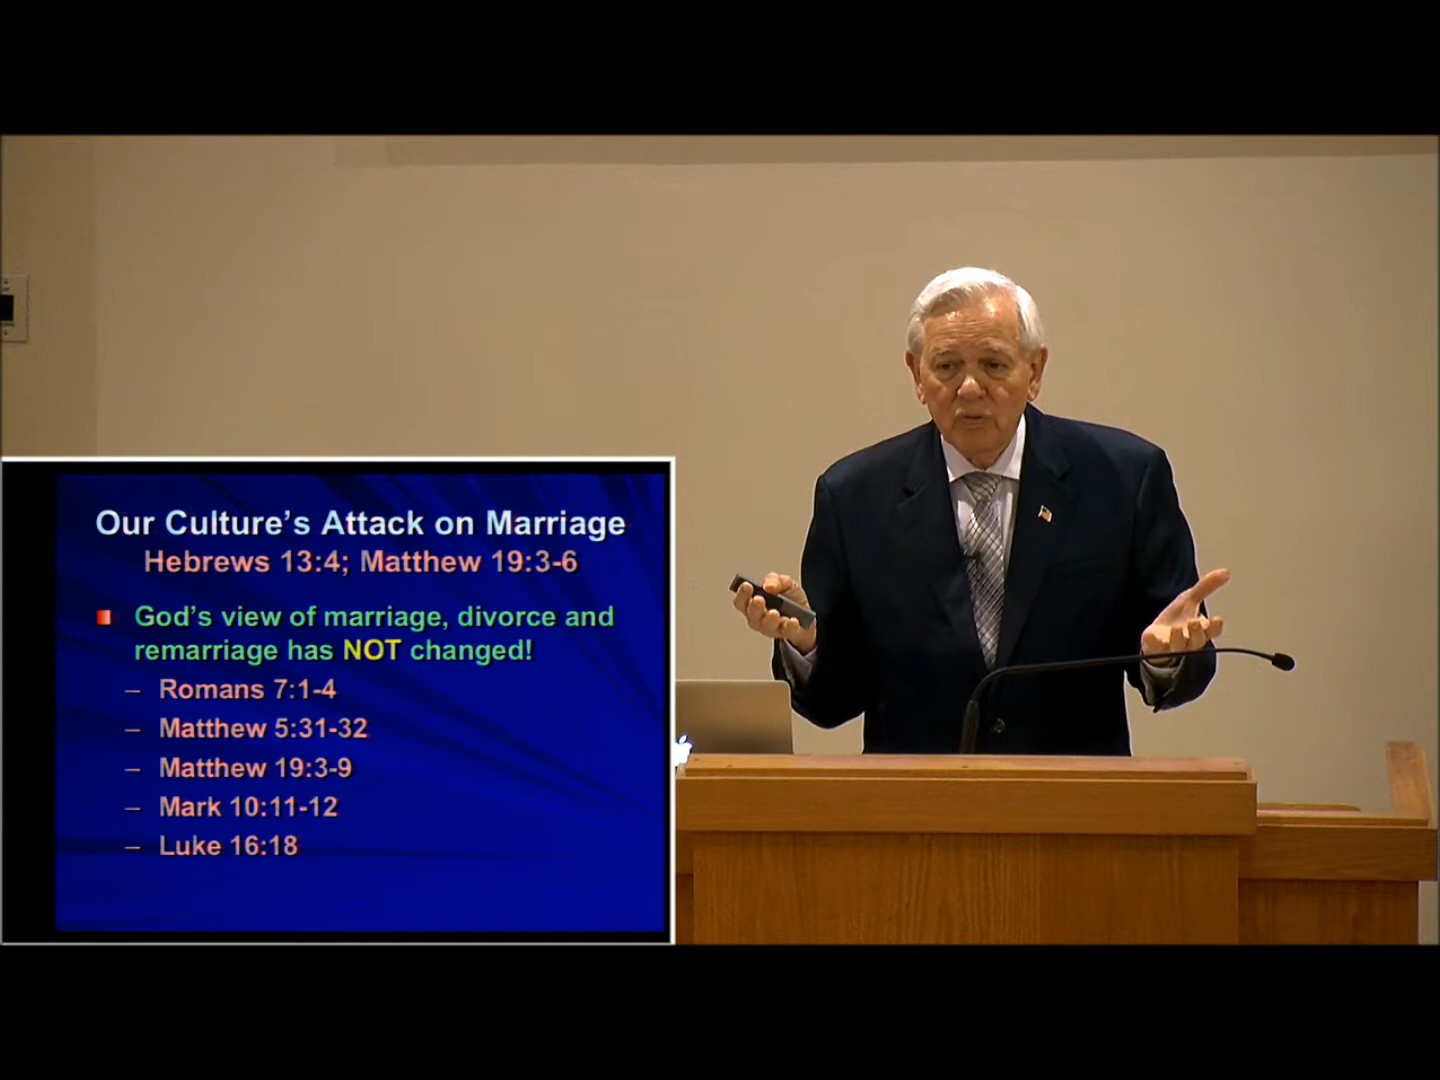 Our Culture's Attack on Marriage
Hebrews 13:4; Matthew 19:3-6
God's view of marriage, divorce and
remarriage has NOT changed!
– Romans 7:1-4
– Matthew 5:31-32
– Matthew 19:3-9
– Mark 10:11-12
– Luke 16:18